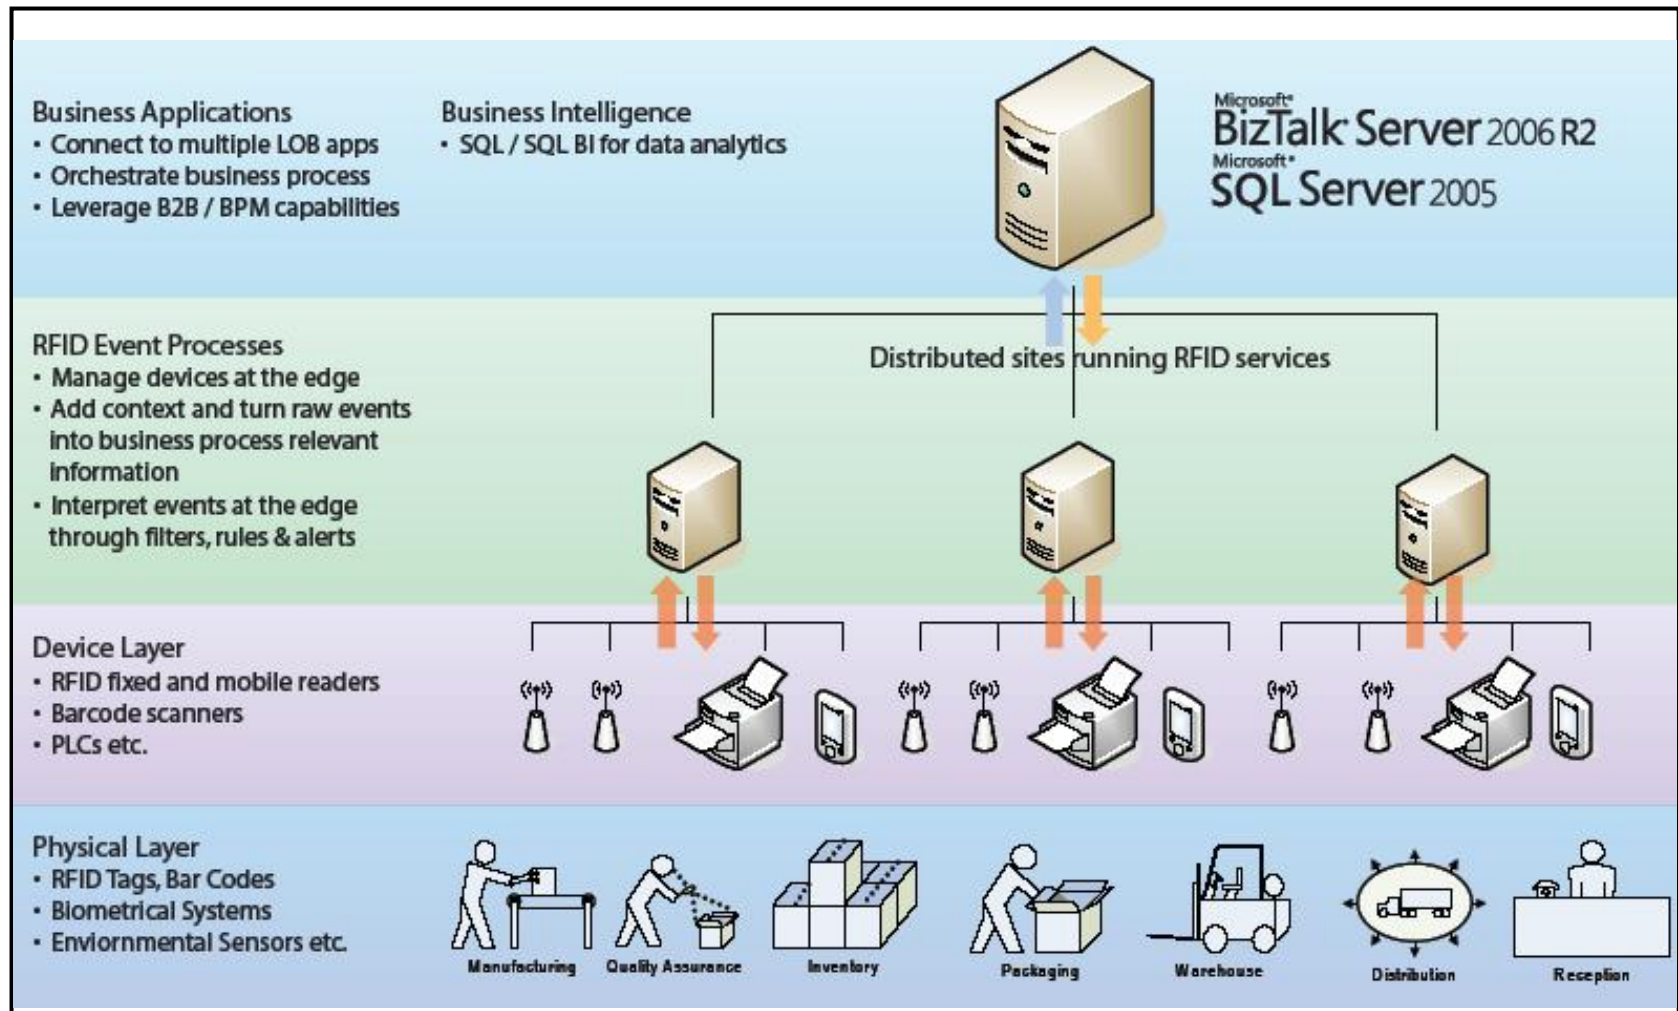 Business Applications
• Connect to multiple LOB apps
• Orchestrate business process
• Leverage B2B / BPM capabilities
Business Intelligence
• SQL / SQL BI for data analytics
Microsoft®
BizTalk® Server 2006 R2
Microsoft®
SQL Server 2005
RFID Event Processes
• Manage devices at the edge
• Add context and turn raw events
into business process relevant
information
• Interpret events at the edge
through filters, rules & alerts
Distributed sites running RFID services
Device Layer
• RFID fixed and mobile readers
• Barcode scanners
• PLCs etc.
Physical Layer
• RFID Tags, Bar Codes
• Biometrical Systems
• Enviornmental Sensors etc.
Manufacturing
Quality Assurance
Inventory
Packaging
Warehouse
Distribution
Reception